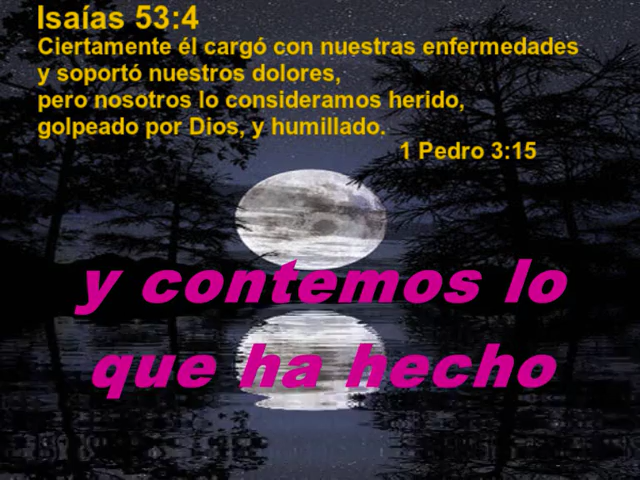 Isaías 53:4
Ciertamente él cargó con nuestras enfermedades
y soportó nuestros dolores,
pero nosotros lo consideramos herido,
golpeado por Dios, y humillado.
1 Pedro 3:15
y contemos lo
que ha hecho